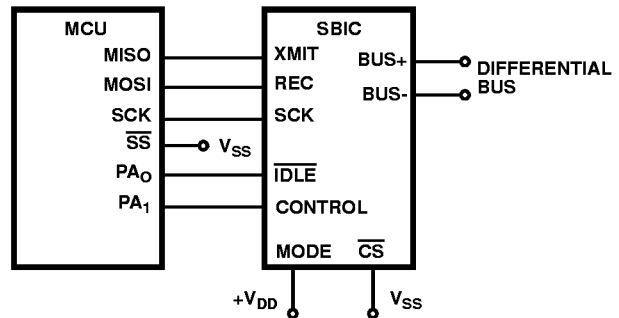 MCU
MISO
MOSI
SCK
SS
VSS
PA0
PA1
SBIC
XMIT
REC
SCK
IDLE
CONTROL
MODE
CS
BUS+
BUS-
DIFFERENTIAL
BUS
+VDD
VSS